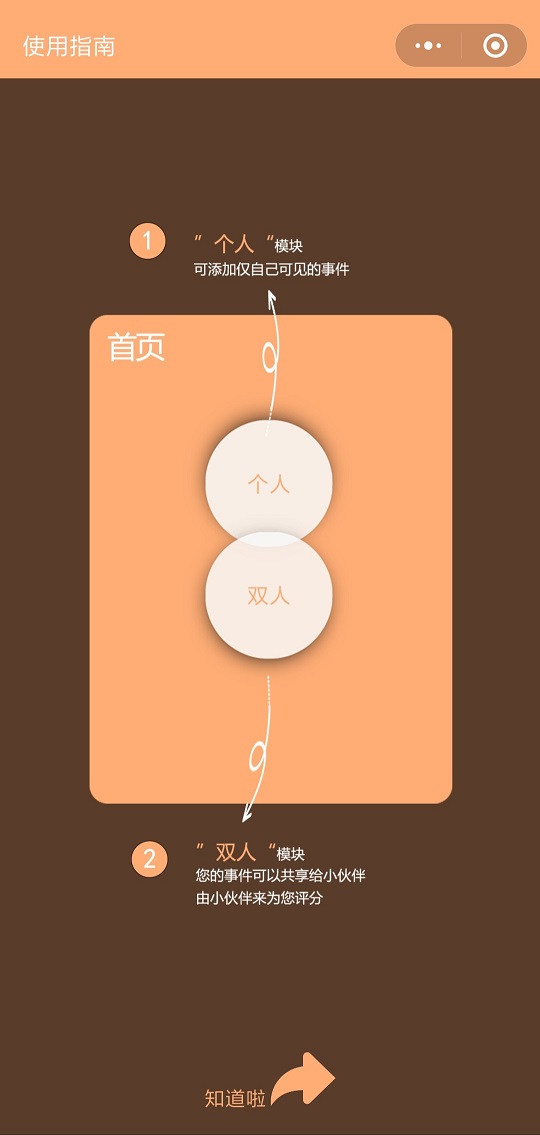 使用指南
1
”个人“模块
可添加仅自己可见的事件
首页
个人
双人
2
”双人“模块
您的事件可以共享给小伙伴
由小伙伴来为您评分
知道啦